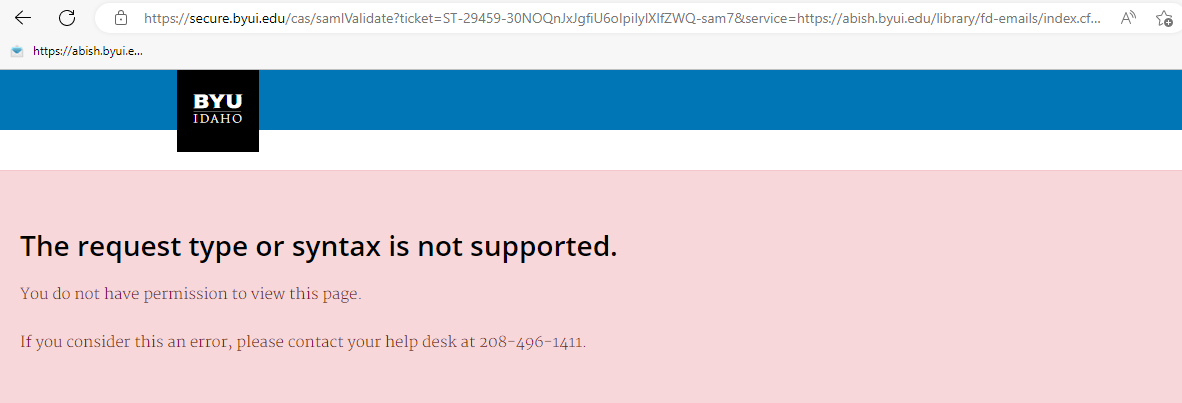 https://secure.byui.edu/cas/samlValidate?ticket=ST-29459-30NOQnJxJgfiU6oIpilylXIfZWQ-sam7&service=https://abish.byui.edu/library/fd-emails/index.cf...
https://abish.byui.e...
BYU
IDAHO
The request type or syntax is not supported.
You do not have permission to view this page.
If you consider this an error, please contact your help desk at 208-496-1411.